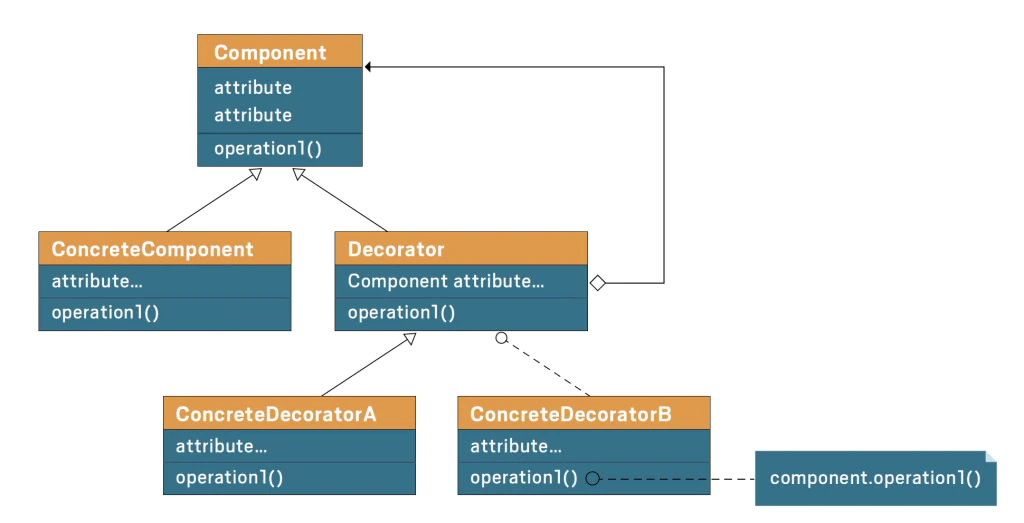 Component
attribute
attribute
operation1()
ConcreteComponent
attribute...
operation1()
Decorator
Component attribute...
operation1()
ConcreteDecoratorA
attribute...
operation1()
ConcreteDecoratorB
attribute...
operation1()
component.operation1()